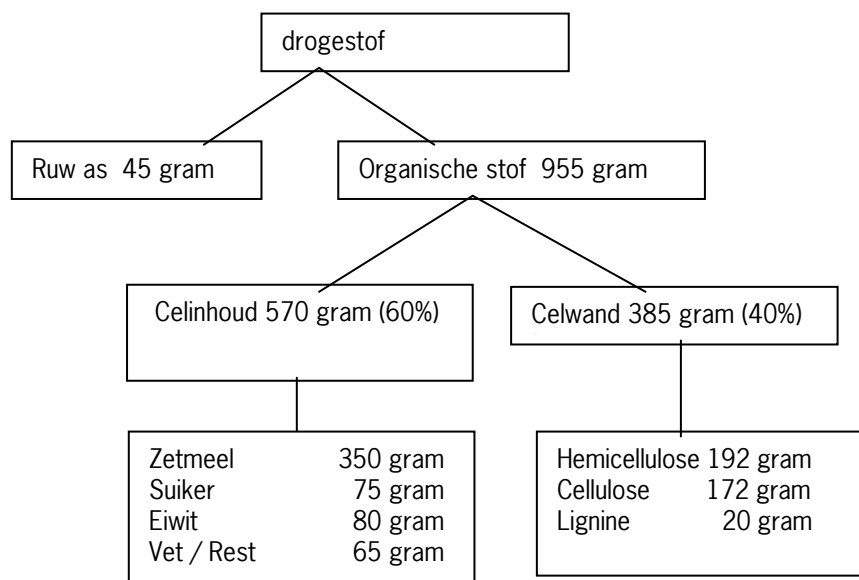 drogestof
Ruw as 45 gram
Organische stof 955 gram
Celinhoud 570 gram (60%)
Celwand 385 gram (40%)
Zetmeel 350 gram
Suiker 75 gram
Eiwit 80 gram
Vet / Rest 65 gram
Hemicellulose 192 gram
Cellulose 172 gram
Lignine 20 gram